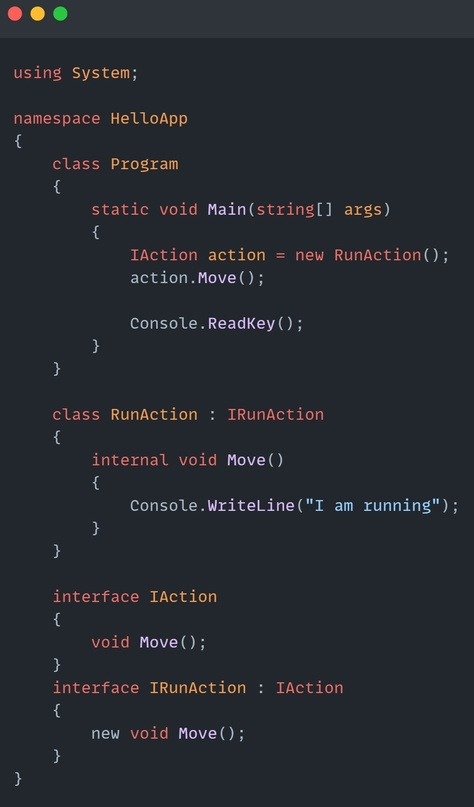 using System;
namespace HelloApp
{
    class Program
    {
        static void Main(string[] args)
        {
            IAction action = new RunAction();
            action.Move();
            Console.ReadKey();
        }
    }
    class RunAction : IRunAction
    {
        internal void Move()
        {
            Console.WriteLine("I am running");
        }
    }
    interface IAction
    {
        void Move();
    }
    interface IRunAction : IAction
    {
        new void Move();
    }
}